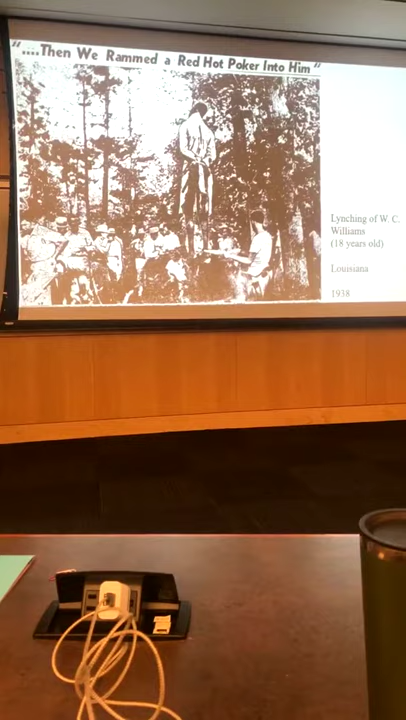 "....Then We Rammed a Red Hot Poker Into Him"
Lynching of W. C.
Williams
(18 years old)
Louisiana
1938